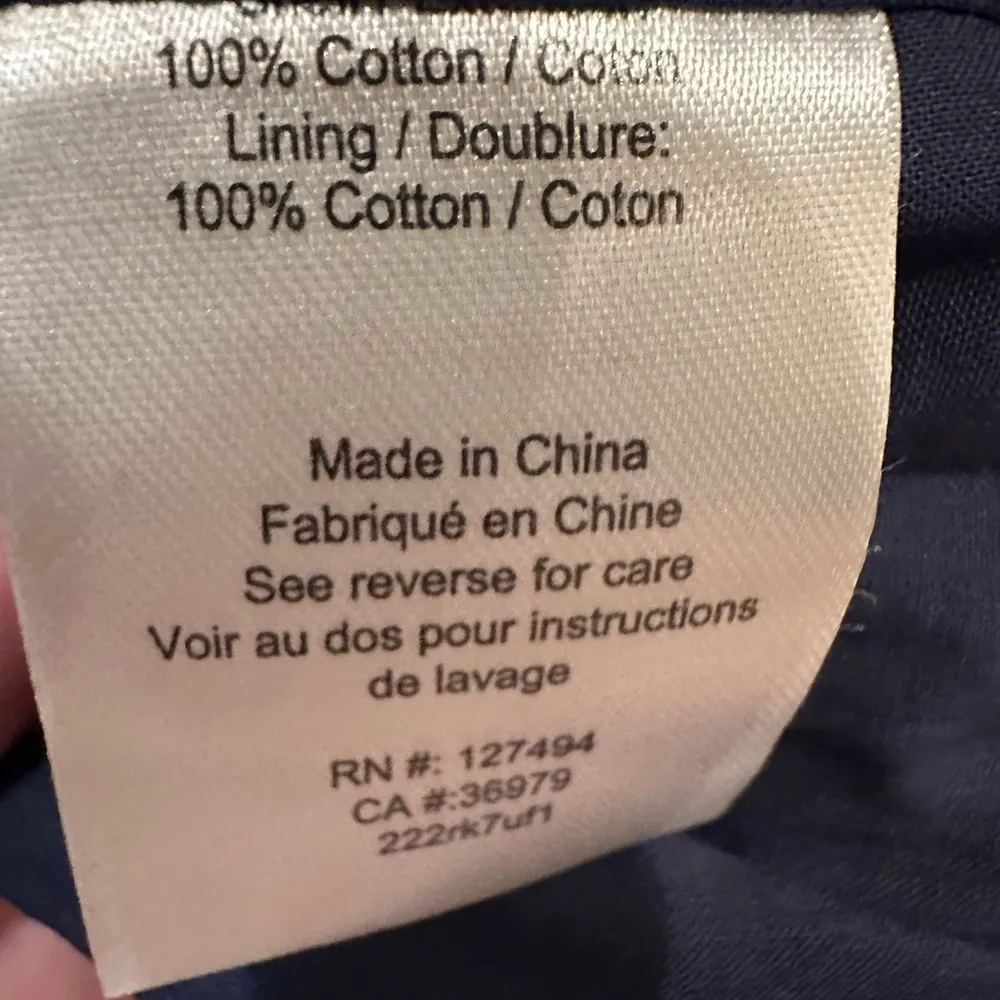 100% Cotton / Coton
Lining / Doublure:
100% Cotton / Coton
Made in China
Fabriqué en Chine
See reverse for care
Voir au dos pour instructions
de lavage
RN #: 127494
CA #:36979
222rk7uf1